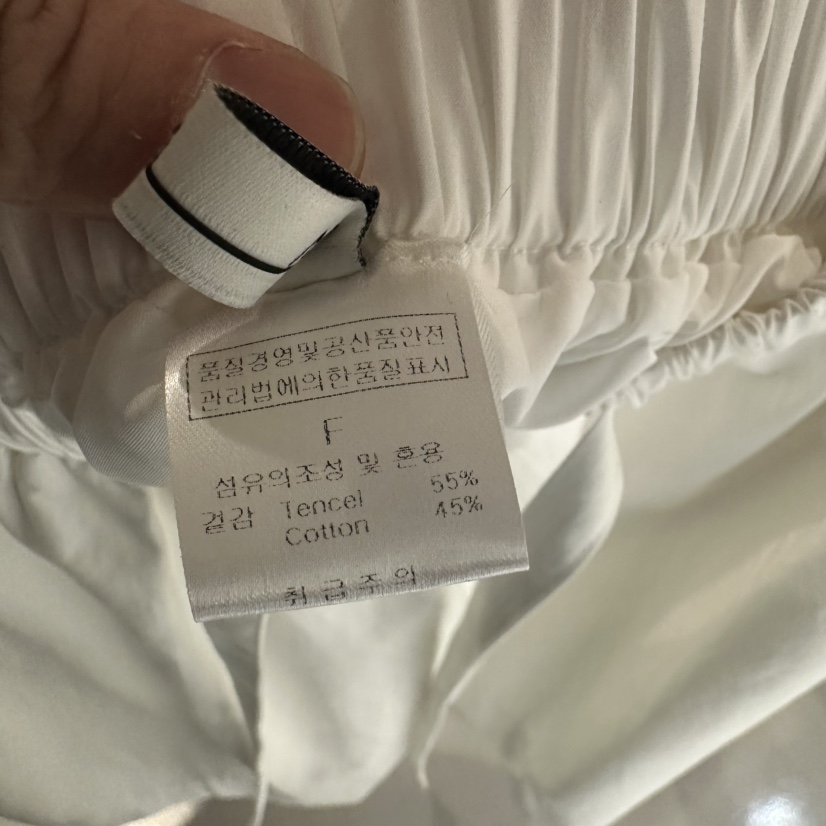 품질경영및공산품안전
관리법에의한품질표시
F
섬유의조성 및 혼용
겉감 Tencel 55%
Cotton 45%
취급주의